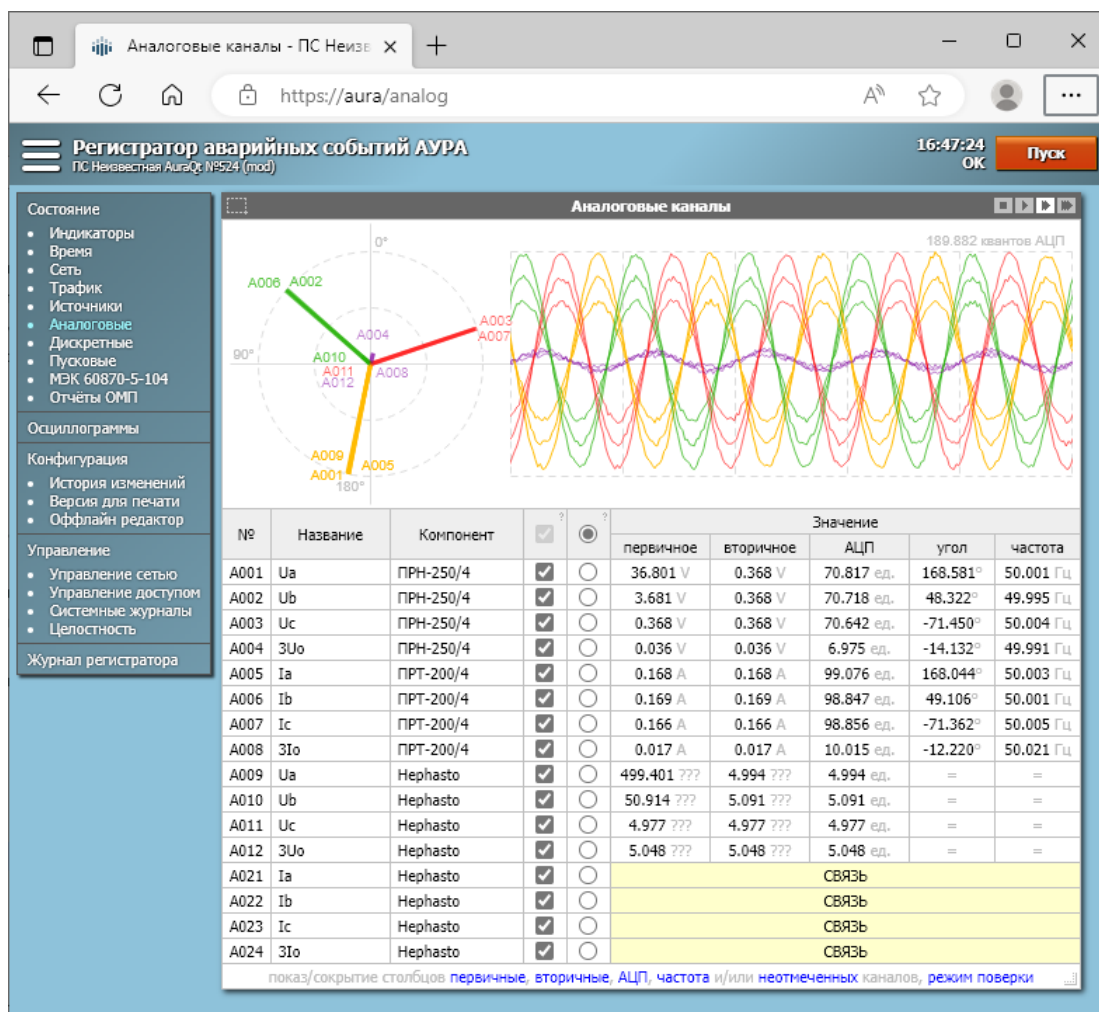 Аналоговые каналы - ПС Неизв
https://aura/analog
Регистратор аварийных событий АУРА
ПС Неизвестная AuraQt №524 (mod)
16:47:24
OK
Пуск
Состояние
Индикаторы
Время
Сеть
Трафик
Источники
Аналоговые
Дискретные
Пусковые
МЭК 60870-5-104
Отчёты ОМП
Осциллограммы
Конфигурация
История изменений
Версия для печати
Оффлайн редактор
Управление
Управление сетью
Управление доступом
Системные журналы
Целостность
Журнал регистратора
Аналоговые каналы
0°
189.882 квантов АЦП
A006 A002
A003
A007
A004
90°
A010
A011
A012
A008
A009
A005
A001
180°
№ Название Компонент ? ? Значение
первичное вторичное АЦП угол частота
A001 Ua ПРН-250/4 36.801 V 0.368 V 70.817 ед. 168.581° 50.001 Гц
A002 Ub ПРН-250/4 3.681 V 0.368 V 70.718 ед. 48.322° 49.995 Гц
A003 Uc ПРН-250/4 0.368 V 0.368 V 70.642 ед. -71.450° 50.004 Гц
A004 3Uo ПРН-250/4 0.036 V 0.036 V 6.975 ед. -14.132° 49.991 Гц
A005 Ia ПРТ-200/4 0.168 A 0.168 A 99.076 ед. 168.044° 50.003 Гц
A006 Ib ПРТ-200/4 0.169 A 0.169 A 98.847 ед. 49.106° 50.001 Гц
A007 Ic ПРТ-200/4 0.166 A 0.166 A 98.856 ед. -71.362° 50.005 Гц
A008 3Io ПРТ-200/4 0.017 A 0.017 A 10.015 ед. -12.220° 50.021 Гц
A009 Ua Hephasto 499.401 ??? 4.994 ??? 4.994 ед. = =
A010 Ub Hephasto 50.914 ??? 5.091 ??? 5.091 ед. = =
A011 Uc Hephasto 4.977 ??? 4.977 ??? 4.977 ед. = =
A012 3Uo Hephasto 5.048 ??? 5.048 ??? 5.048 ед. = =
A021 Ia Hephasto СВЯЗЬ
A022 Ib Hephasto СВЯЗЬ
A023 Ic Hephasto СВЯЗЬ
A024 3Io Hephasto СВЯЗЬ
показ/сокрытие столбцов первичные, вторичные, АЦП, частота и/или неотмеченных каналов, режим поверки